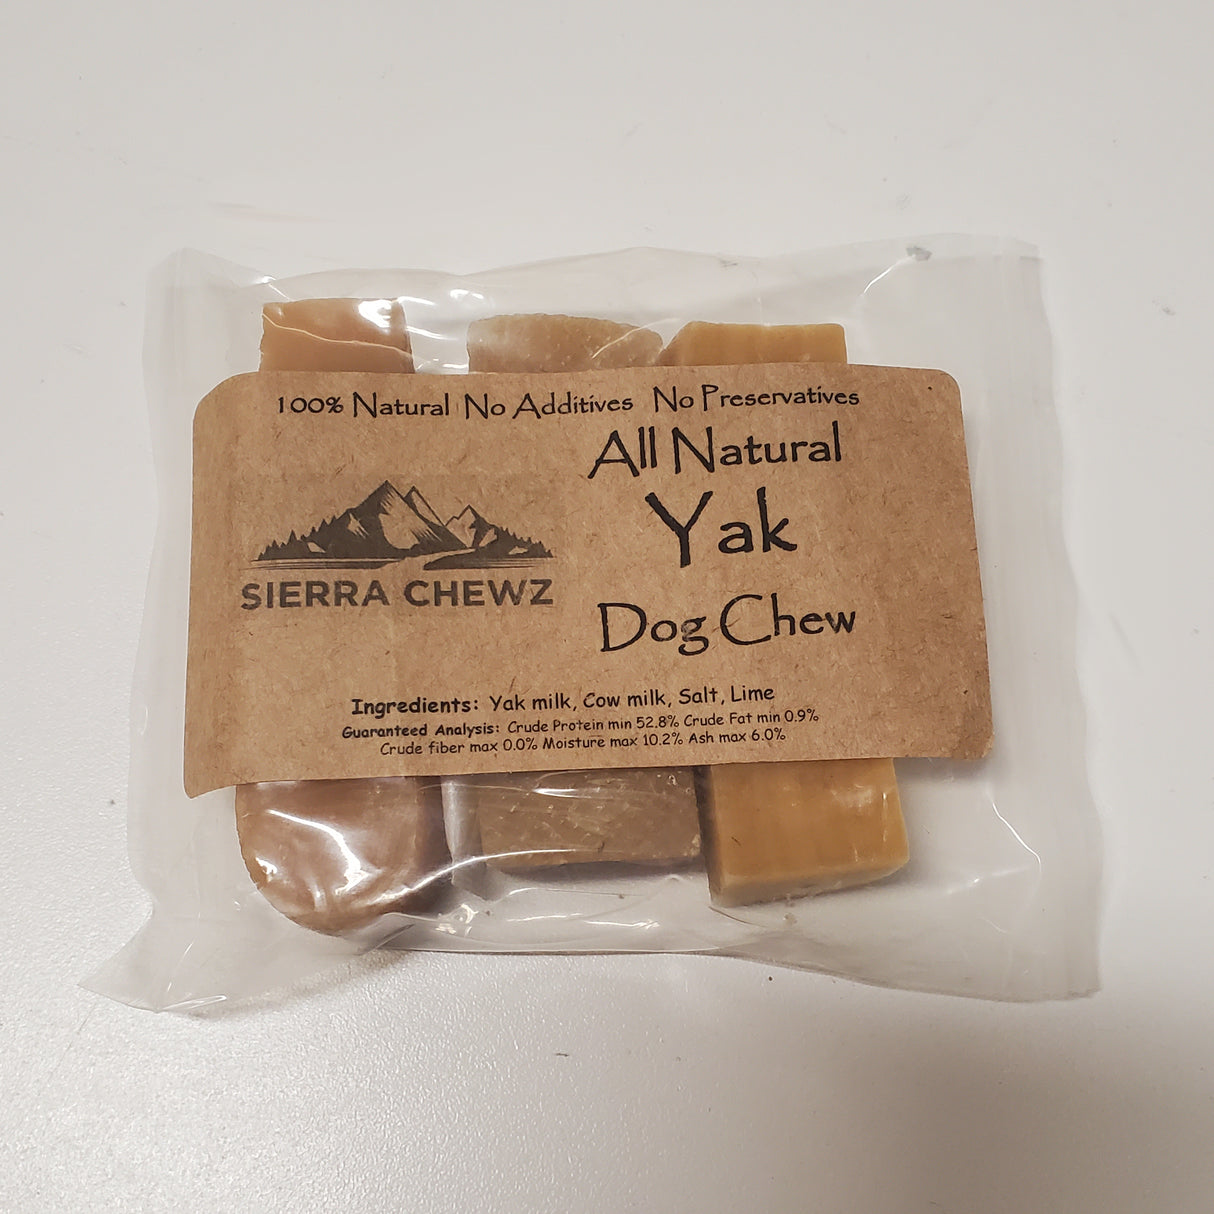 100% Natural No Additives No Preservatives
All Natural
Yak
Dog Chew
SIERRA CHEWZ
Ingredients: Yak milk, Cow milk, Salt, Lime
Guaranteed Analysis: Crude Protein min 52.8% Crude Fat min 0.9%
Crude fiber max 0.0% Moisture max 10.2% Ash max 6.0%